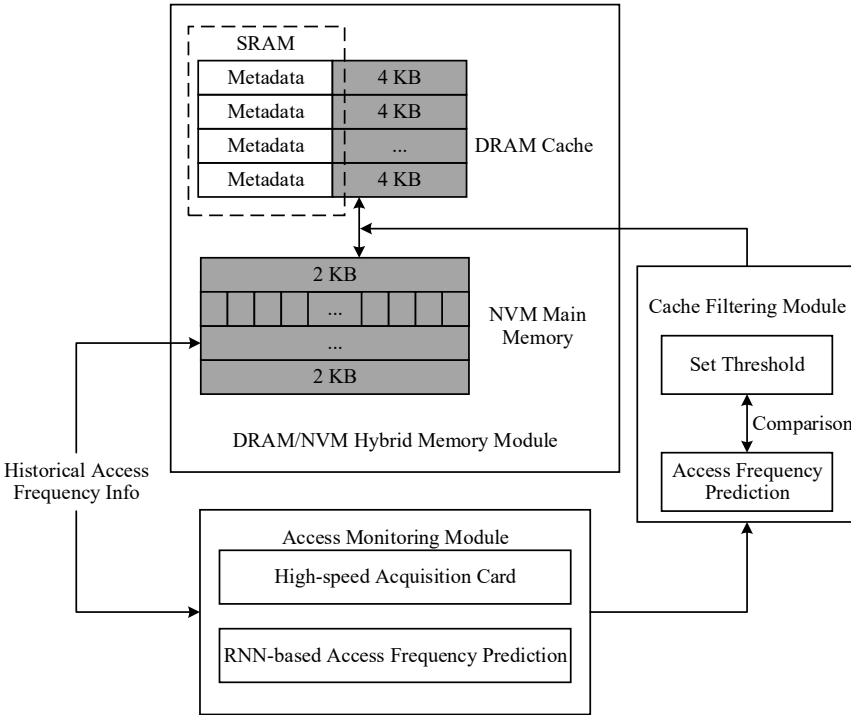 SRAM
Metadata 4 KB
Metadata 4 KB
Metadata ...
Metadata 4 KB
DRAM Cache
2 KB
...
...
2 KB
NVM Main
Memory
DRAM/NVM Hybrid Memory Module
Cache Filtering Module
Set Threshold
Comparison
Access Frequency
Prediction
Historical Access
Frequency Info
Access Monitoring Module
High-speed Acquisition Card
RNN-based Access Frequency Prediction